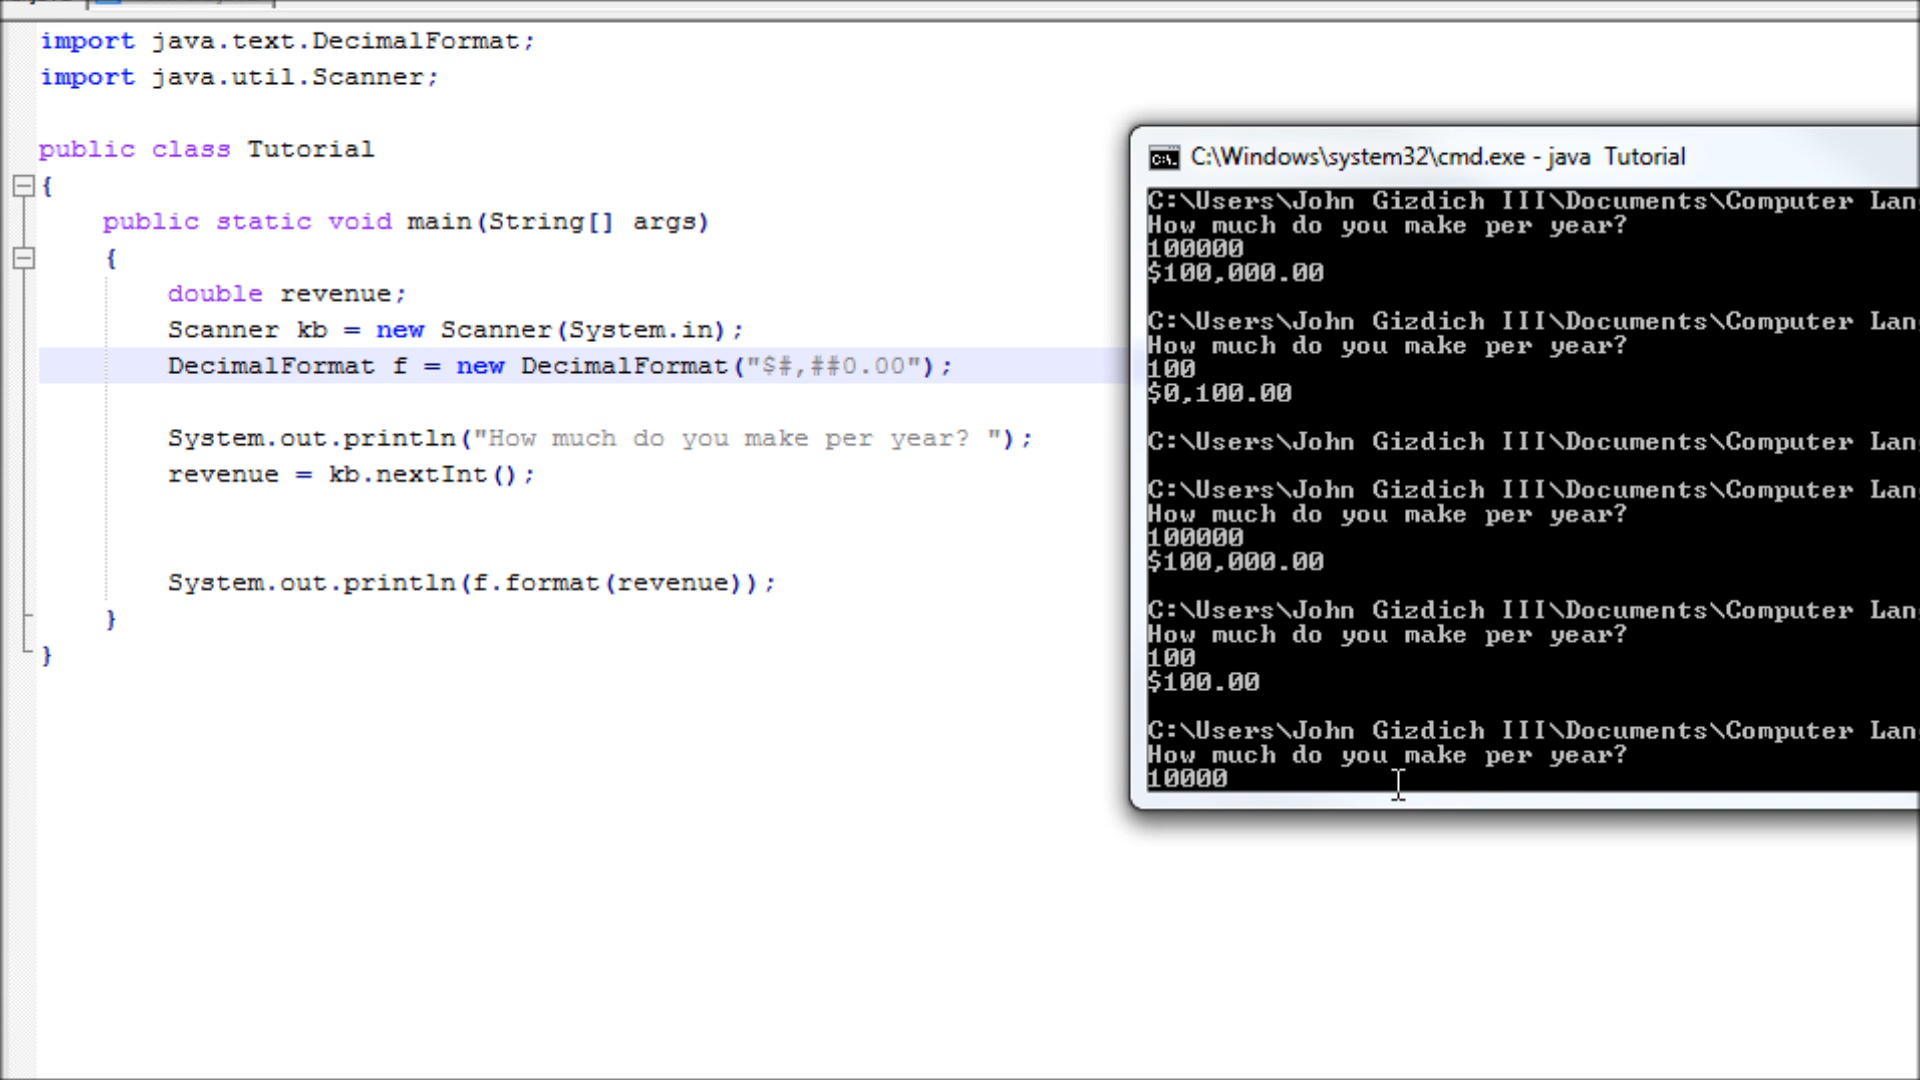 import java.text.DecimalFormat;
import java.util.Scanner;
public class Tutorial
{
public static void main(String[] args)
{
double revenue;
Scanner kb = new Scanner(System.in);
DecimalFormat f = new DecimalFormat("$#,##0.00");
System.out.println("How much do you make per year? ");
revenue = kb.nextInt();
System.out.println(f.format(revenue));
}
}
C:\Windows\system32\cmd.exe - java Tutorial
C:\Users\John Gizdich III\Documents\Computer Lan
How much do you make per year?
100000
$100,000.00
C:\Users\John Gizdich III\Documents\Computer Lan
How much do you make per year?
100
$0,100.00
C:\Users\John Gizdich III\Documents\Computer Lan
C:\Users\John Gizdich III\Documents\Computer Lan
How much do you make per year?
100000
$100,000.00
C:\Users\John Gizdich III\Documents\Computer Lan
How much do you make per year?
100
$100.00
C:\Users\John Gizdich III\Documents\Computer Lan
How much do you make per year?
10000